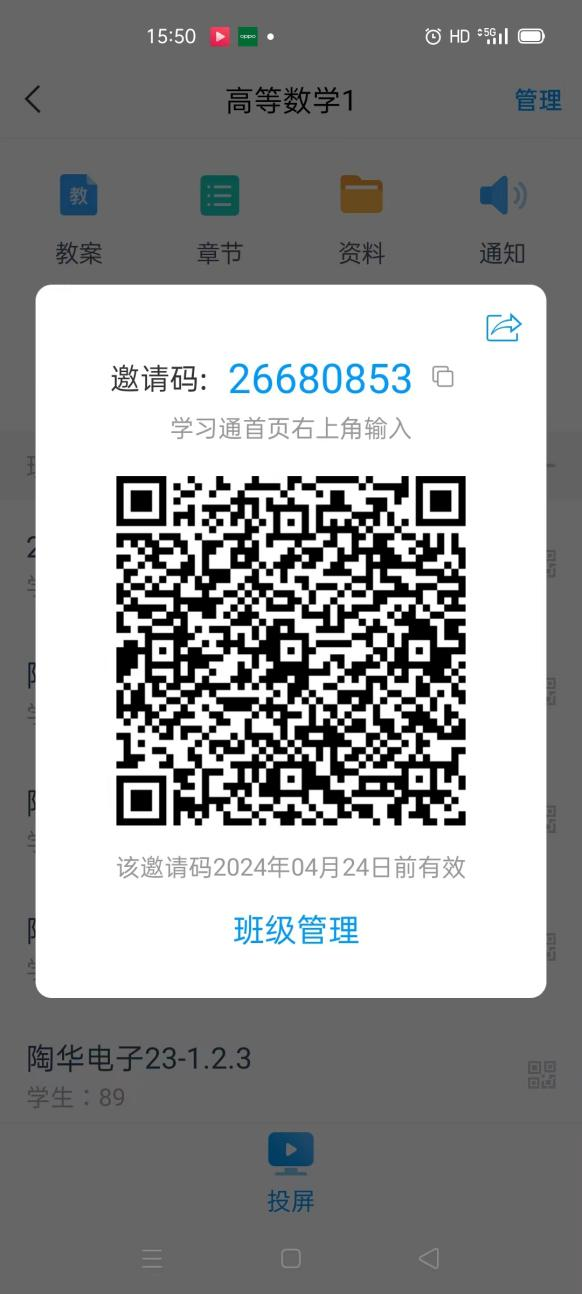 15:50 oppo HD 5G
高等数学1 管理
教
教案 章节 资料 通知
邀请码: 26680853
学习通首页右上角输入
该邀请码2024年04月24日前有效
班级管理
陶华电子23-1.2.3
学生：89
投屏